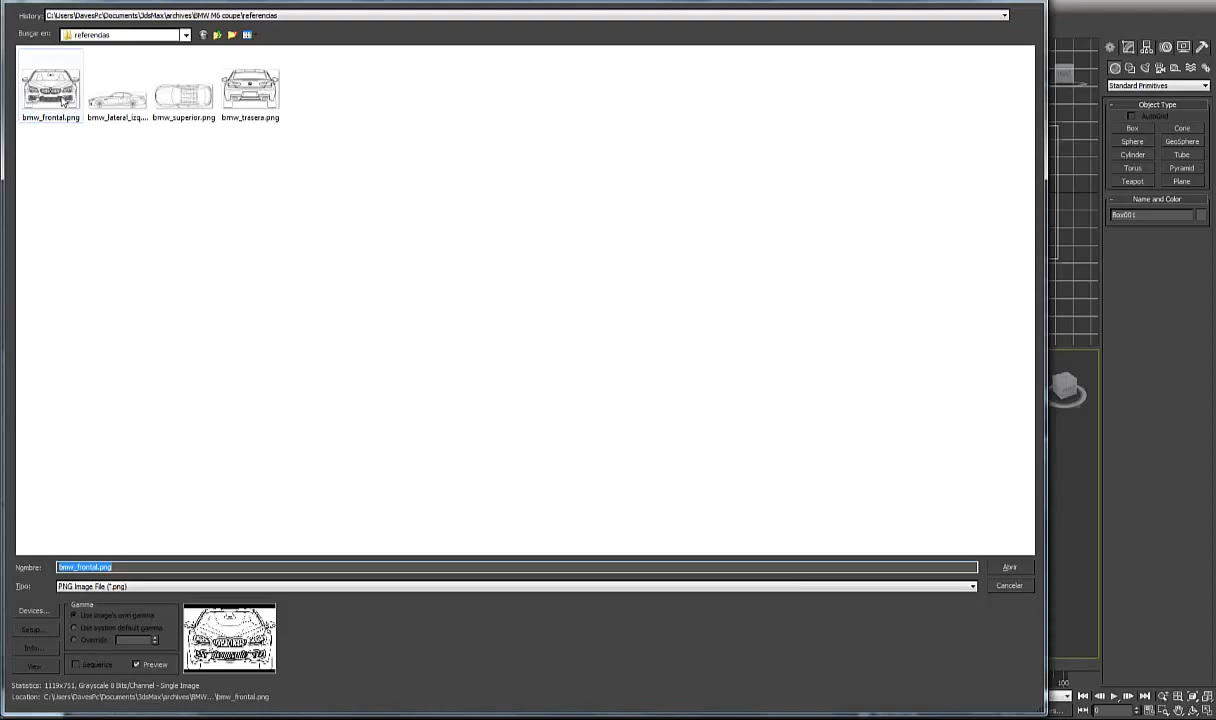 History: C:\Users\DavesPc\Documents\3dsMax\archives\BMW M6 coupe\referencias
Buscar en: referencias
bmw_frontal.png bmw_lateral_izq.... bmw_superior.png bmw_trasera.png
Nombre: bmw_frontal.png Abrir
Tipo: PNG Image File (*.png) Cancelar
Devices... Gamma
Use image's own gamma
Setup... Use system default gamma
Override
Info...
View Sequence Preview
Statistics: 1119x751, Grayscale 8 Bits/Channel - Single Image
Location: C:\Users\DavesPc\Documents\3dsMax\archives\BMW...\bmw_frontal.png
Standard Primitives
- Object Type
AutoGrid
Box Cone
Sphere GeoSphere
Cylinder Tube
Torus Pyramid
Teapot Plane
- Name and Color
Box001
100
0